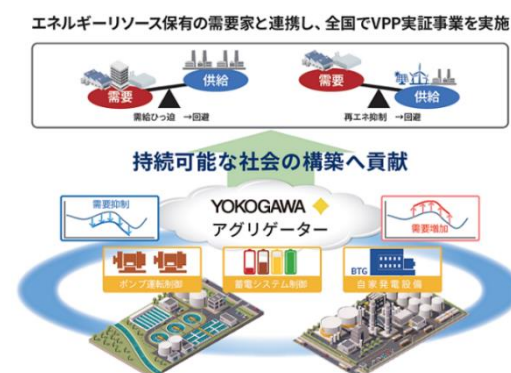 エネルギーリソース保有の需要家と連携し、全国でVPP実証事業を実施
需要
供給
需給ひっ迫 →回避
需要
供給
再エネ抑制 →回避
持続可能な社会の構築へ貢献
需要抑制
YOKOGAWA
アグリゲーター
需要増加
ポンプ運転制御
蓄電システム制御
BTG
自家発電設備